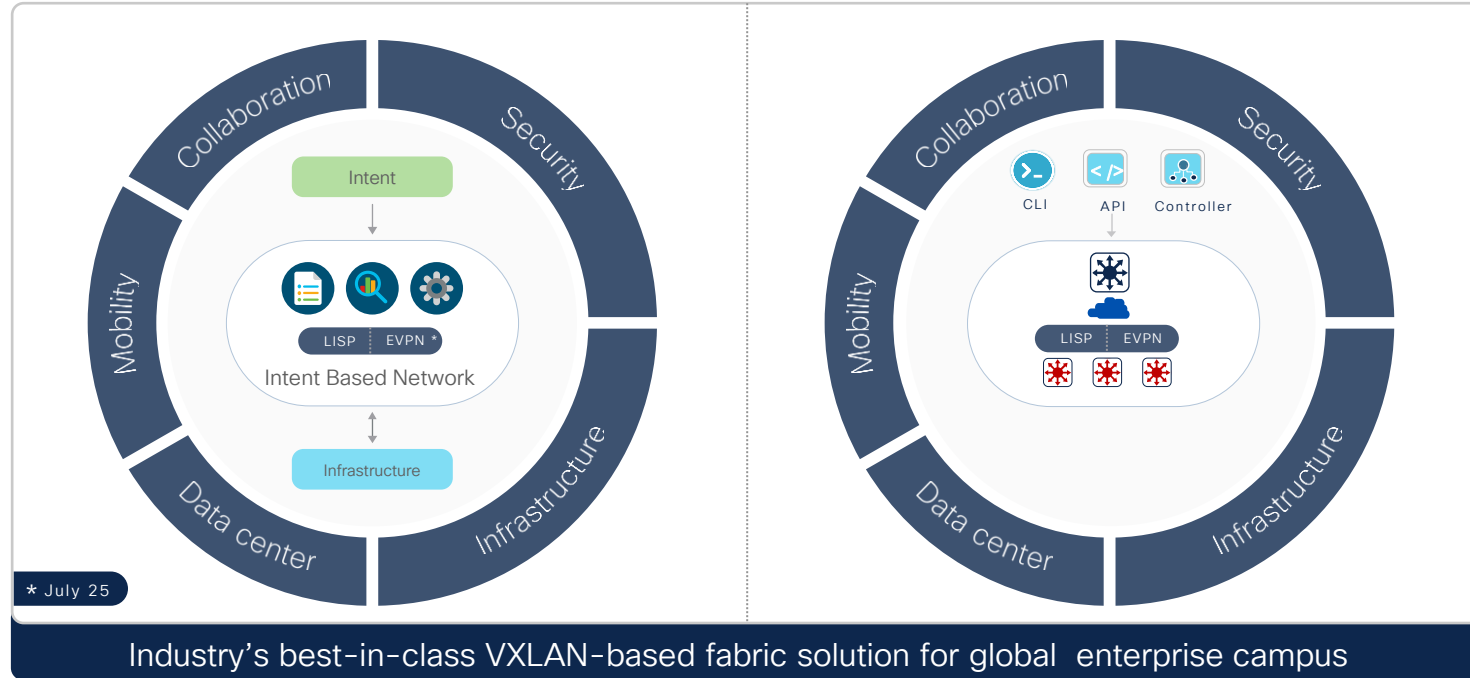 Collaboration
Security
Mobility
Data center
Infrastructure
Intent
LISP EVPN *
Intent Based Network
Infrastructure
* July 25
Collaboration
Security
Mobility
Data center
Infrastructure
>_ </>
CLI API Controller
LISP EVPN
Industry's best-in-class VXLAN-based fabric solution for global enterprise campus